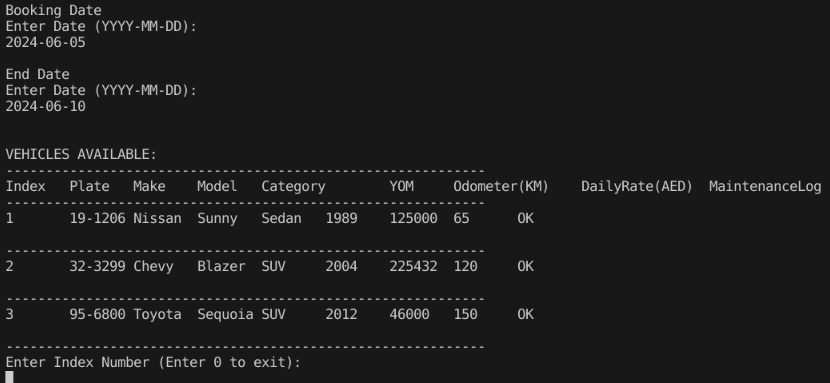 Booking Date
Enter Date (YYYY-MM-DD):
2024-06-05
End Date
Enter Date (YYYY-MM-DD):
2024-06-10
VEHICLES AVAILABLE:
------------------------------------------------------------
Index Plate Make Model Category YOM Odometer(KM) DailyRate(AED) MaintenanceLog
------------------------------------------------------------
1 19-1206 Nissan Sunny Sedan 1989 125000 65 OK
------------------------------------------------------------
2 32-3299 Chevy Blazer SUV 2004 225432 120 OK
------------------------------------------------------------
3 95-6800 Toyota Sequoia SUV 2012 46000 150 OK
------------------------------------------------------------
Enter Index Number (Enter 0 to exit):